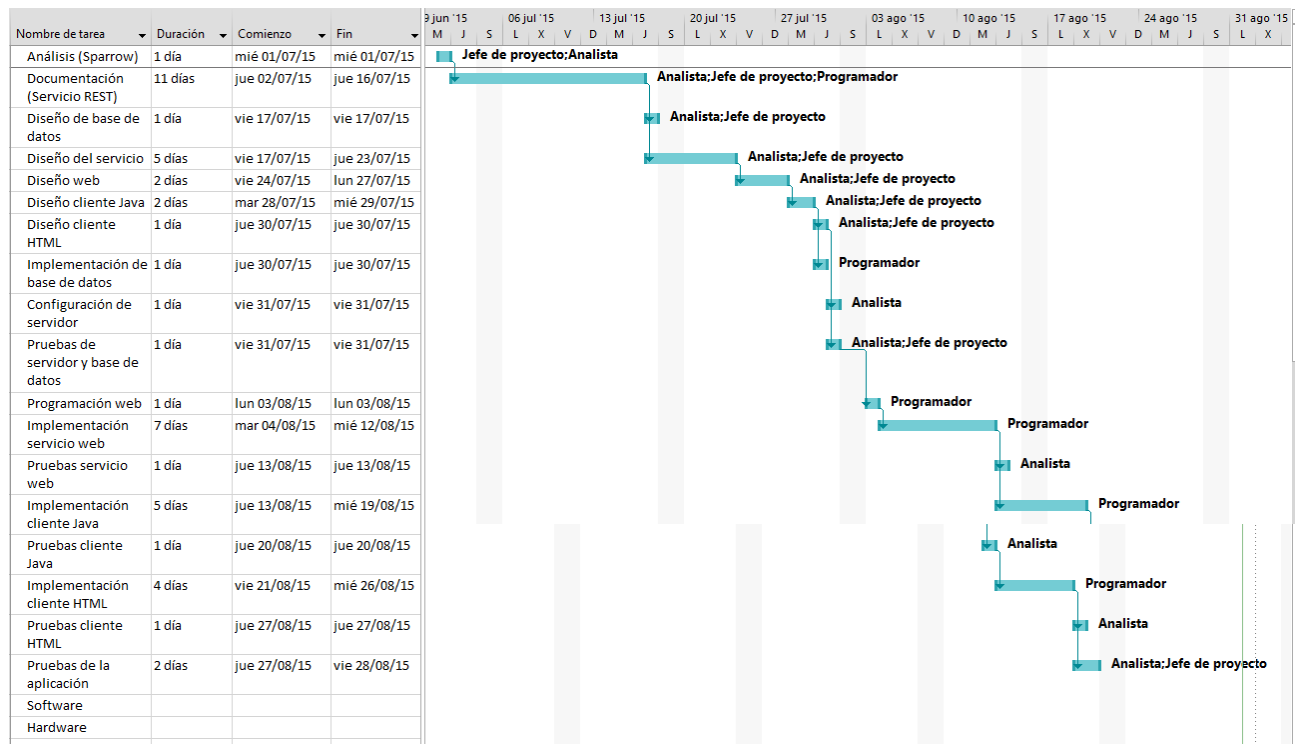 9 jun '15 06 jul '15 13 jul '15 20 jul '15 27 jul '15 03 ago '15 10 ago '15 17 ago '15 24 ago '15 31 ago '15
Nombre de tarea Duración Comienzo Fin M J S L X V D M J S L X V D M J S L X V D M J S L X V D M J S L X V D M J S L X
Análisis (Sparrow) 1 día mié 01/07/15 mié 01/07/15 Jefe de proyecto;Analista
Documentación 11 días jue 02/07/15 jue 16/07/15 Analista;Jefe de proyecto;Programador
(Servicio REST)
Diseño de base de 1 día vie 17/07/15 vie 17/07/15 Analista;Jefe de proyecto
datos
Diseño del servicio 5 días vie 17/07/15 jue 23/07/15 Analista;Jefe de proyecto
Diseño web 2 días vie 24/07/15 lun 27/07/15 Analista;Jefe de proyecto
Diseño cliente Java 2 días mar 28/07/15 mié 29/07/15 Analista;Jefe de proyecto
Diseño cliente 1 día jue 30/07/15 jue 30/07/15 Analista;Jefe de proyecto
HTML
Implementación de 1 día jue 30/07/15 jue 30/07/15 Programador
base de datos
Configuración de 1 día vie 31/07/15 vie 31/07/15 Analista
servidor
Pruebas de 1 día vie 31/07/15 vie 31/07/15 Analista;Jefe de proyecto
servidor y base de
datos
Programación web 1 día lun 03/08/15 lun 03/08/15 Programador
Implementación 7 días mar 04/08/15 mié 12/08/15 Programador
servicio web
Pruebas servicio 1 día jue 13/08/15 jue 13/08/15 Analista
web
Implementación 5 días jue 13/08/15 mié 19/08/15 Programador
cliente Java
Pruebas cliente 1 día jue 20/08/15 jue 20/08/15 Analista
Java
Implementación 4 días vie 21/08/15 mié 26/08/15 Programador
cliente HTML
Pruebas cliente 1 día jue 27/08/15 jue 27/08/15 Analista
HTML
Pruebas de la 2 días jue 27/08/15 vie 28/08/15 Analista;Jefe de proyecto
aplicación
Software
Hardware